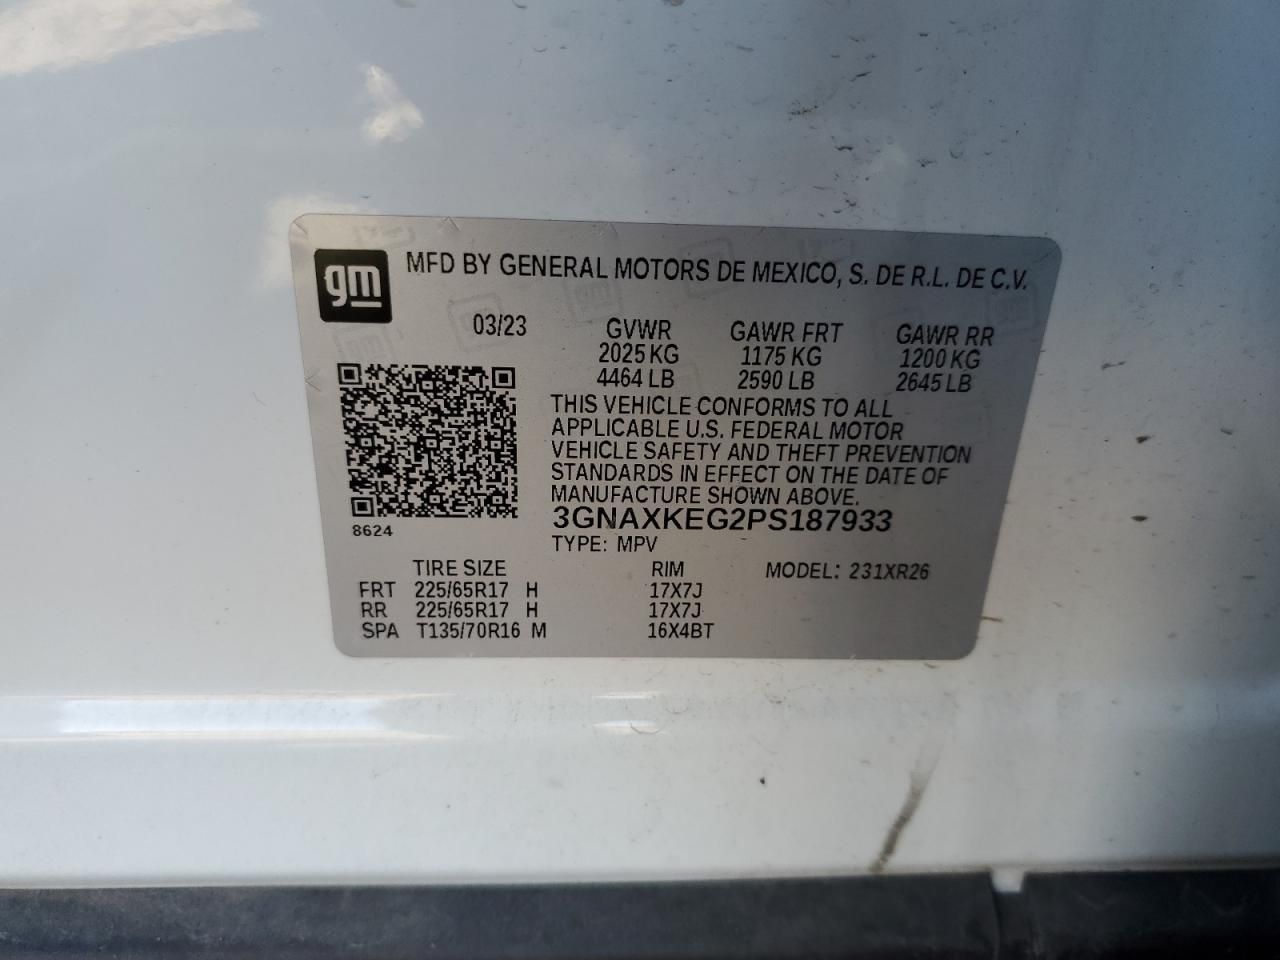 gm
MFD BY GENERAL MOTORS DE MEXICO, S. DE R.L. DE C.V.
03/23 GVWR GAWR FRT GAWR RR
2025 KG 1175 KG 1200 KG
4464 LB 2590 LB 2645 LB
THIS VEHICLE CONFORMS TO ALL
APPLICABLE U.S. FEDERAL MOTOR
VEHICLE SAFETY AND THEFT PREVENTION
STANDARDS IN EFFECT ON THE DATE OF
MANUFACTURE SHOWN ABOVE.
3GNAXKEG2PS187933
8624
TYPE: MPV
TIRE SIZE RIM MODEL: 231XR26
FRT 225/65R17 H 17X7J
RR 225/65R17 H 17X7J
SPA T135/70R16 M 16X4BT